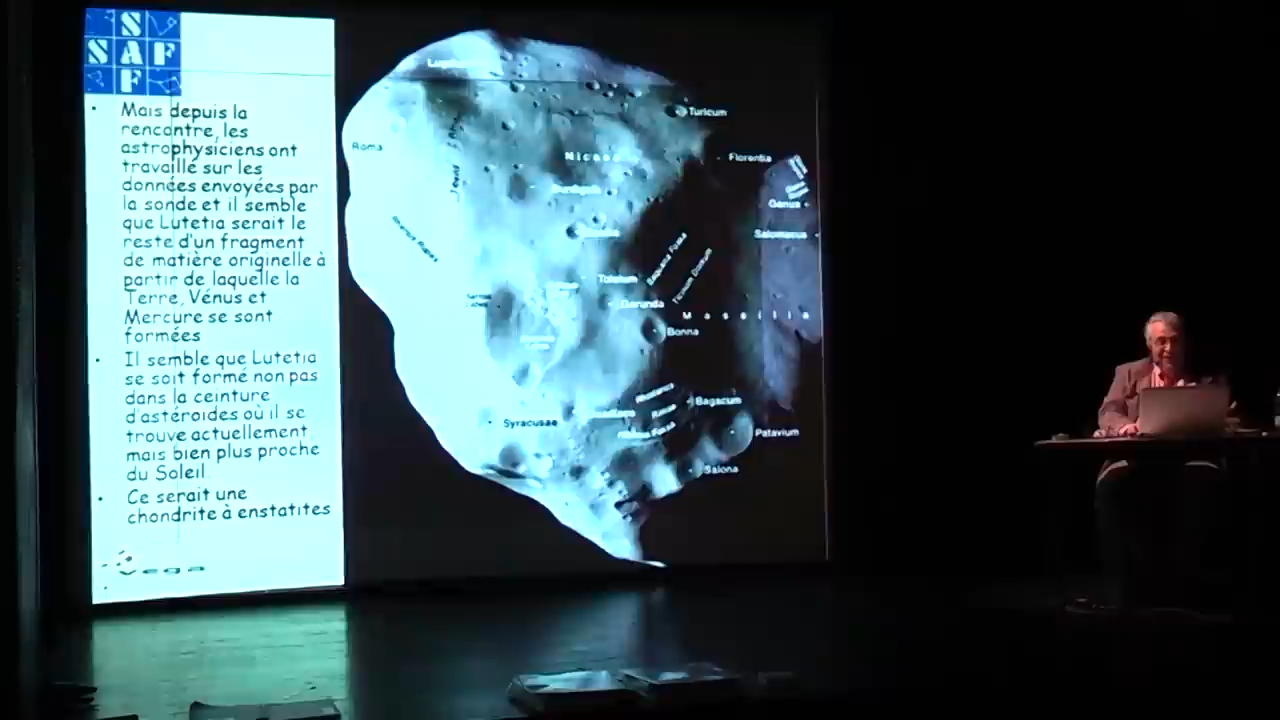 S
SAF
F
• Mais depuis la
rencontre, les
astrophysiciens ont
travaillé sur les
données envoyées par
la sonde et il semble
que Lutetia serait le
reste d'un fragment
de matière originelle à
partir de laquelle la
Terre, Vénus et
Mercure se sont
formées
• Il semble que Lutetia
se soit formé non pas
dans la ceinture
d'astéroides où il se
trouve actuellement
mais bien plus proche
du Soleil
• Ce serait une
chondrite à enstatites
vega
Turicum
Roma
Florentia
Genua
Tolosum
Gerunda
Massilia
Bonna
Bagacum
Syracusae
Patavium
Salona